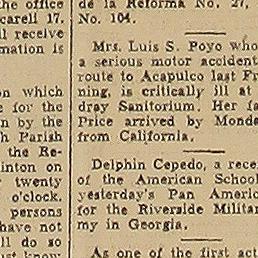 the office
carell 17.
ll receive
mation is
on which
e for the
n by the
h Parish
the Re-
linton on
twenty
o'clock.
persons
have not
ll do so
de la Reforma No. 27,
No. 104.
Mrs. Luis S. Poyo who
a serious motor accident
route to Acapulco last Fr
ning, is critically ill at
dray Sanitorium. Her fa
Price arrived by Monda
from California.
Delphin Cepedo, a rece
of the American School
yesterday's Pan Americ
for the Riverside Militar
my in Georgia.
As one of the first act